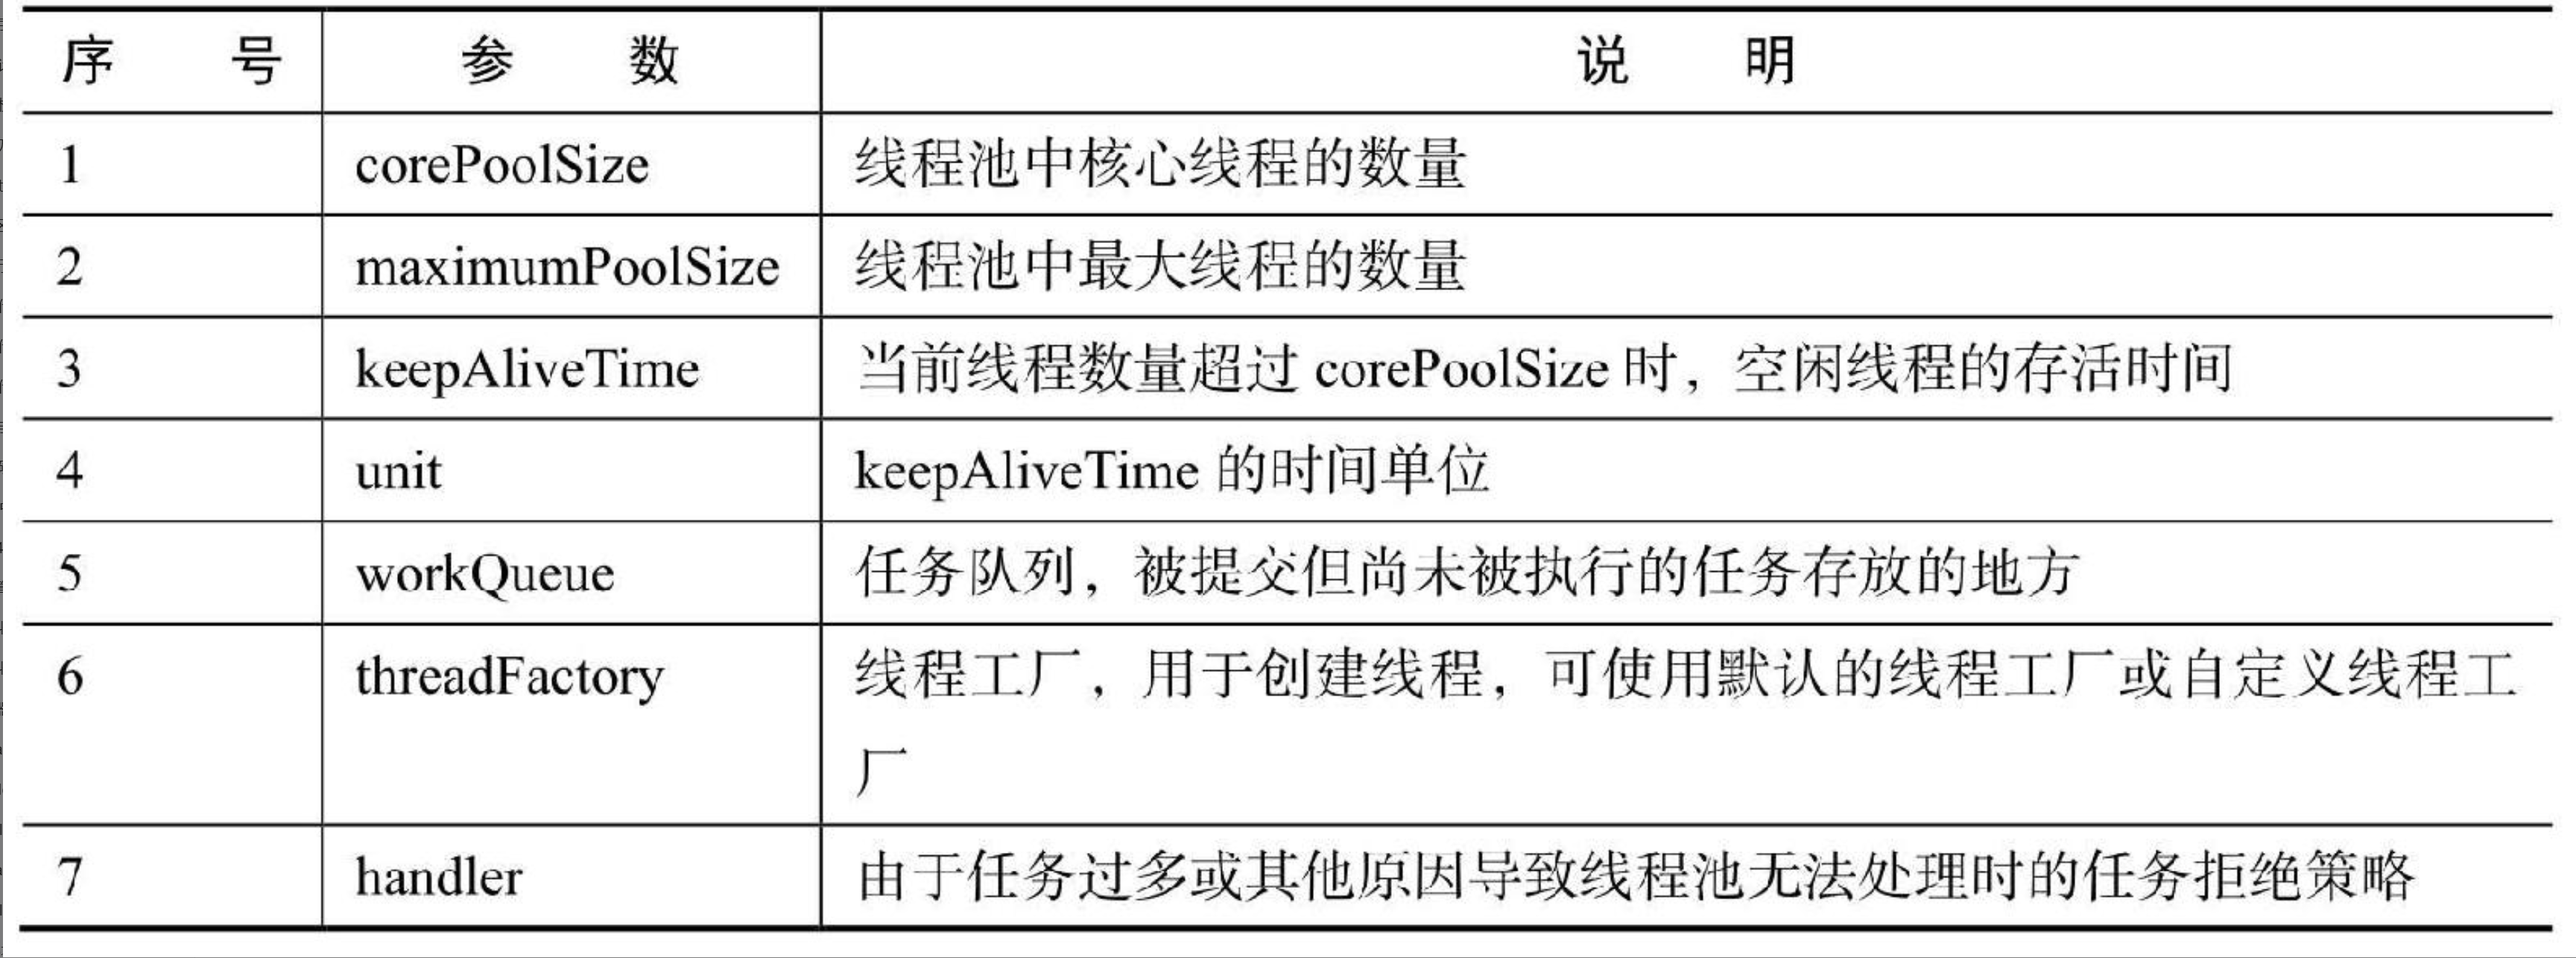 序 号 参 数 说 明
1 corePoolSize 线程池中核心线程的数量
2 maximumPoolSize 线程池中最大线程的数量
3 keepAliveTime 当前线程数量超过 corePoolSize 时，空闲线程的存活时间
4 unit keepAliveTime 的时间单位
5 workQueue 任务队列，被提交但尚未被执行的任务存放的地方
6 threadFactory 线程工厂，用于创建线程，可使用默认的线程工厂或自定义线程工
厂
7 handler 由于任务过多或其他原因导致线程池无法处理时的任务拒绝策略